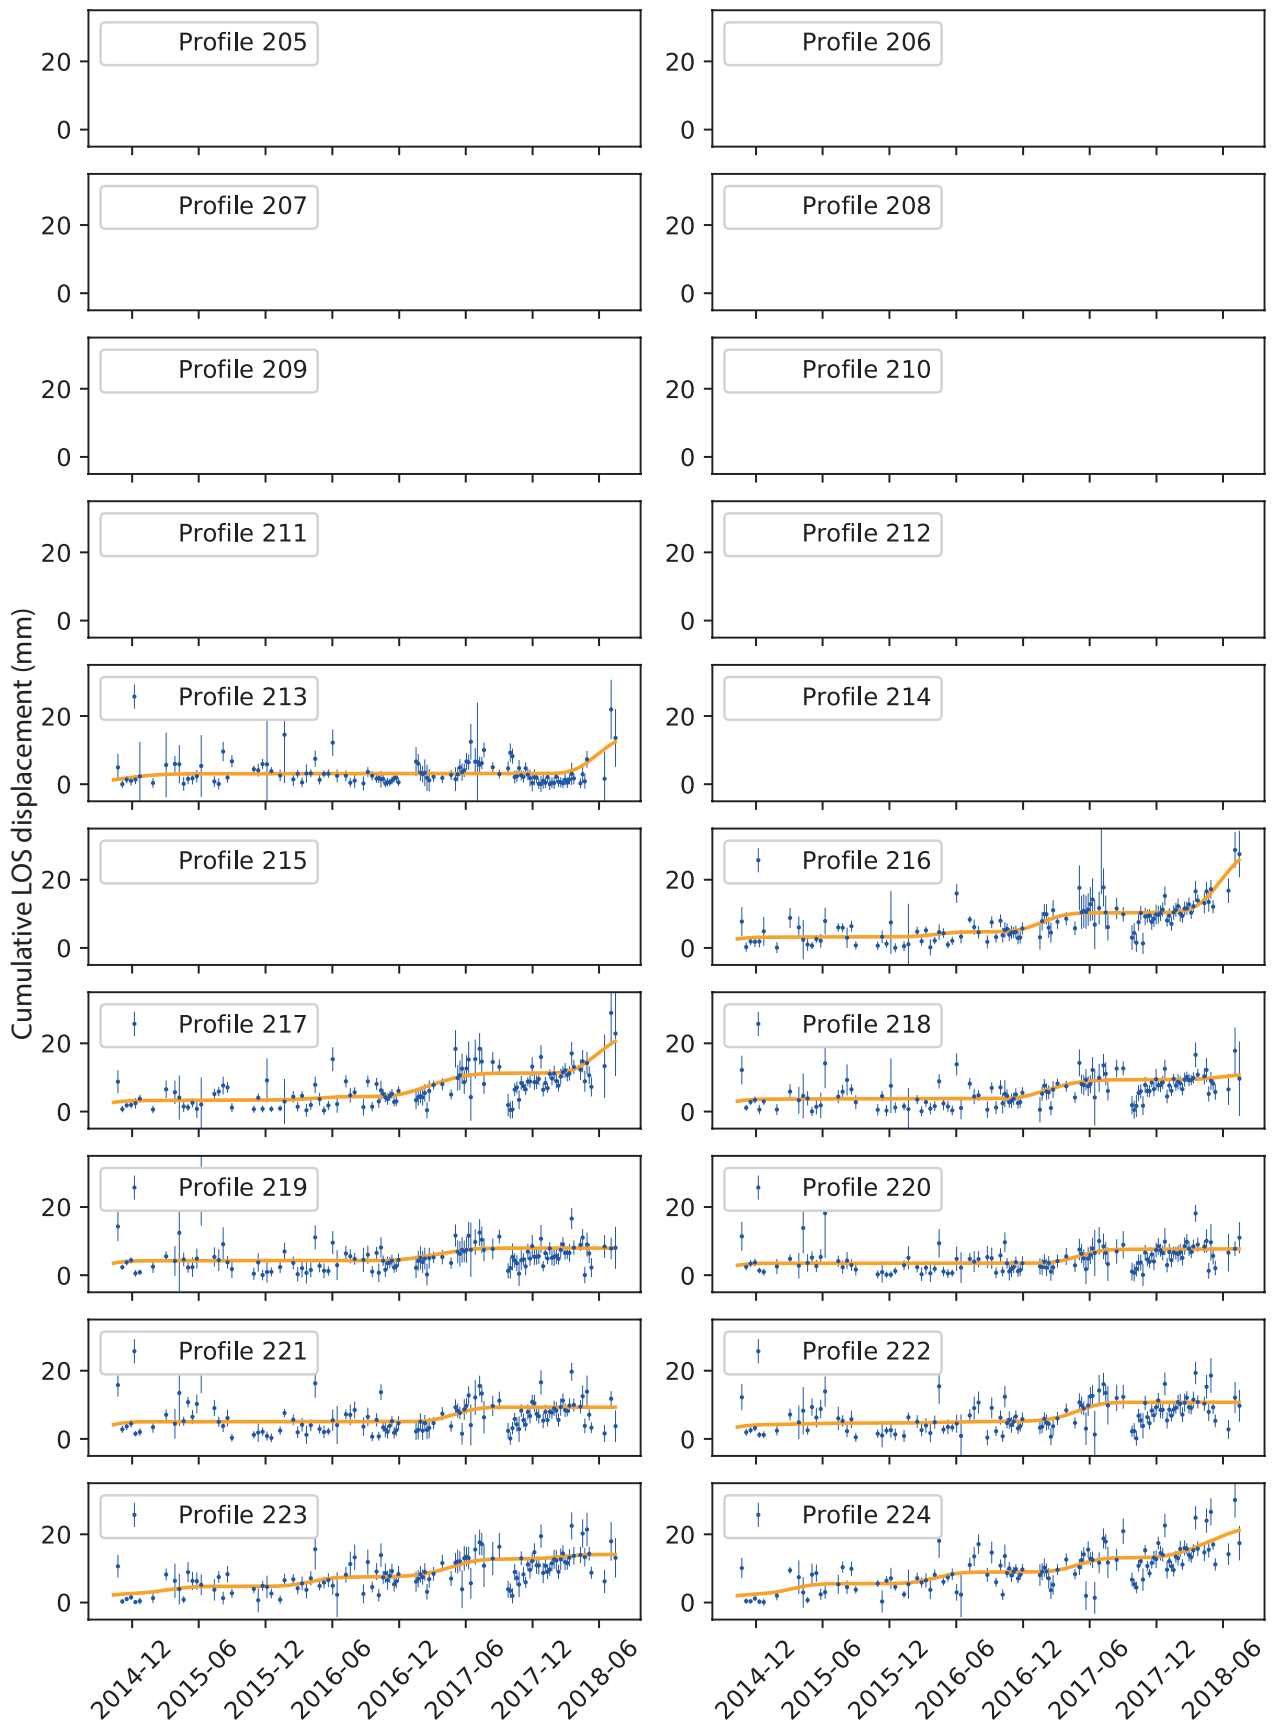 Cumulative LOS displacement (mm)
Profile 205
20
0
Profile 206
20
0
Profile 207
20
0
Profile 208
20
0
Profile 209
20
0
Profile 210
20
0
Profile 211
20
0
Profile 212
20
0
Profile 213
20
0
Profile 214
20
0
Profile 215
20
0
Profile 216
20
0
Profile 217
20
0
Profile 218
20
0
Profile 219
20
0
Profile 220
20
0
Profile 221
20
0
Profile 222
20
0
Profile 223
20
0
Profile 224
20
0
2014-12
2015-06
2015-12
2016-06
2016-12
2017-06
2017-12
2018-06
2014-12
2015-06
2015-12
2016-06
2016-12
2017-06
2017-12
2018-06